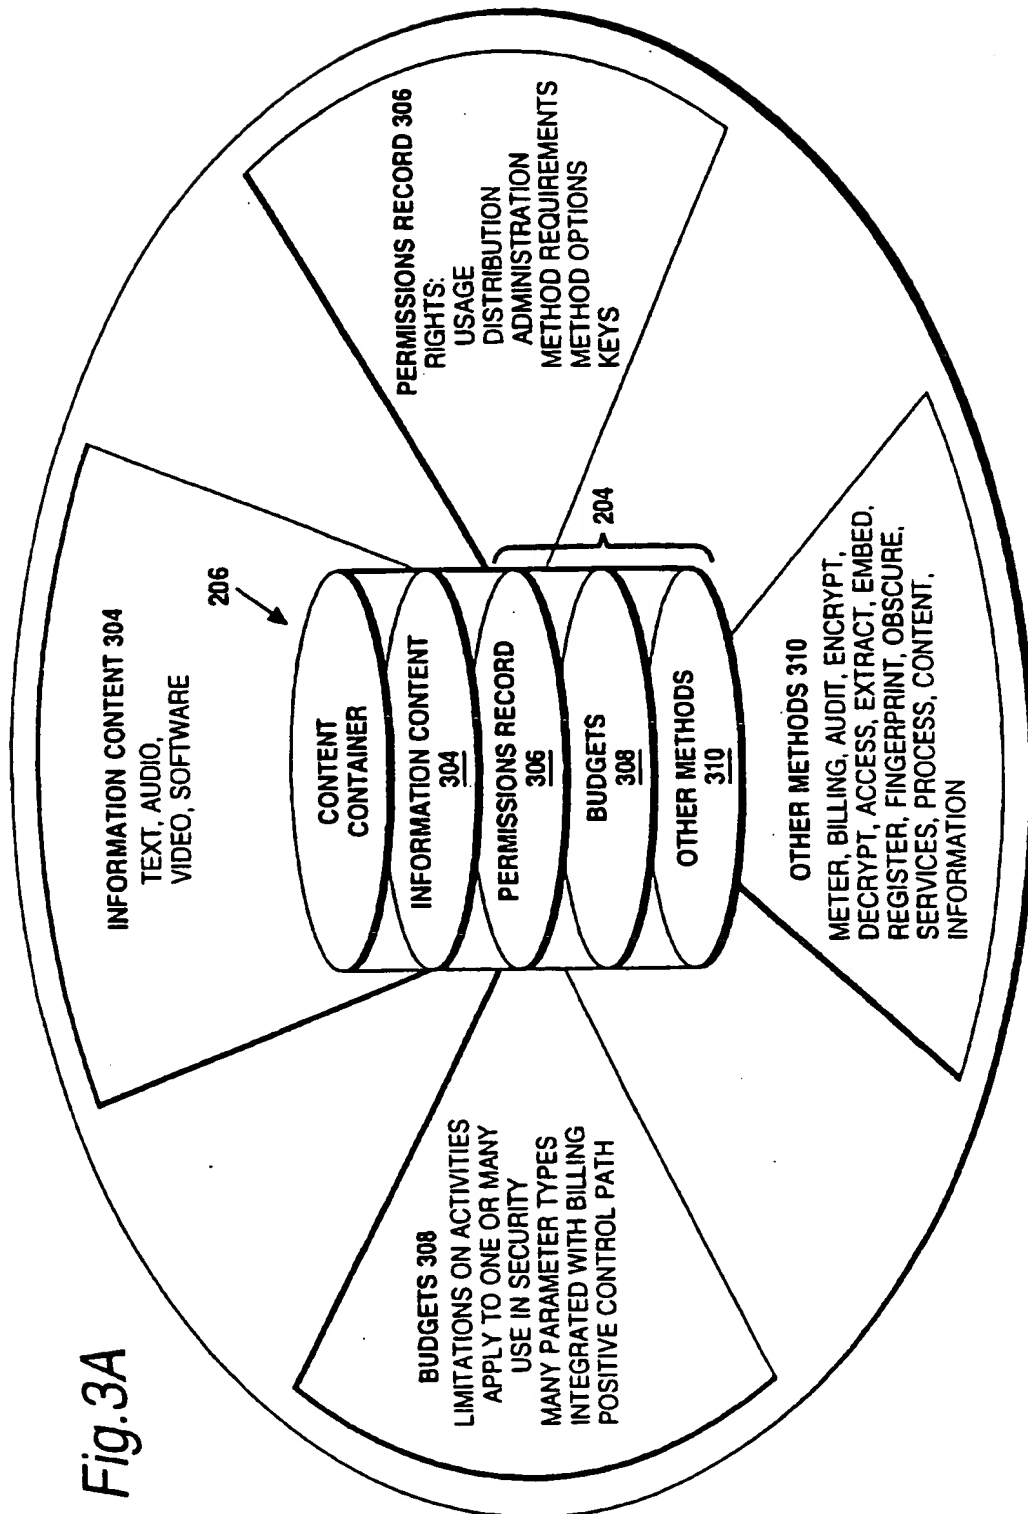 Fig.3A
INFORMATION CONTENT 304
TEXT, AUDIO,
VIDEO, SOFTWARE
206
PERMISSIONS RECORD 306
RIGHTS:
USAGE
DISTRIBUTION
ADMINISTRATION
METHOD REQUIREMENTS
METHOD OPTIONS
KEYS
CONTENT
CONTAINER
INFORMATION CONTENT
304
PERMISSIONS RECORD
306
BUDGETS
308
OTHER METHODS
310
204
BUDGETS 308
LIMITATIONS ON ACTIVITIES
APPLY TO ONE OR MANY
USE IN SECURITY
MANY PARAMETER TYPES
INTEGRATED WITH BILLING
POSITIVE CONTROL PATH
OTHER METHODS 310
METER, BILLING, AUDIT, ENCRYPT,
DECRYPT, ACCESS, EXTRACT, EMBED,
REGISTER, FINGERPRINT, OBSCURE,
SERVICES, PROCESS, CONTENT,
INFORMATION